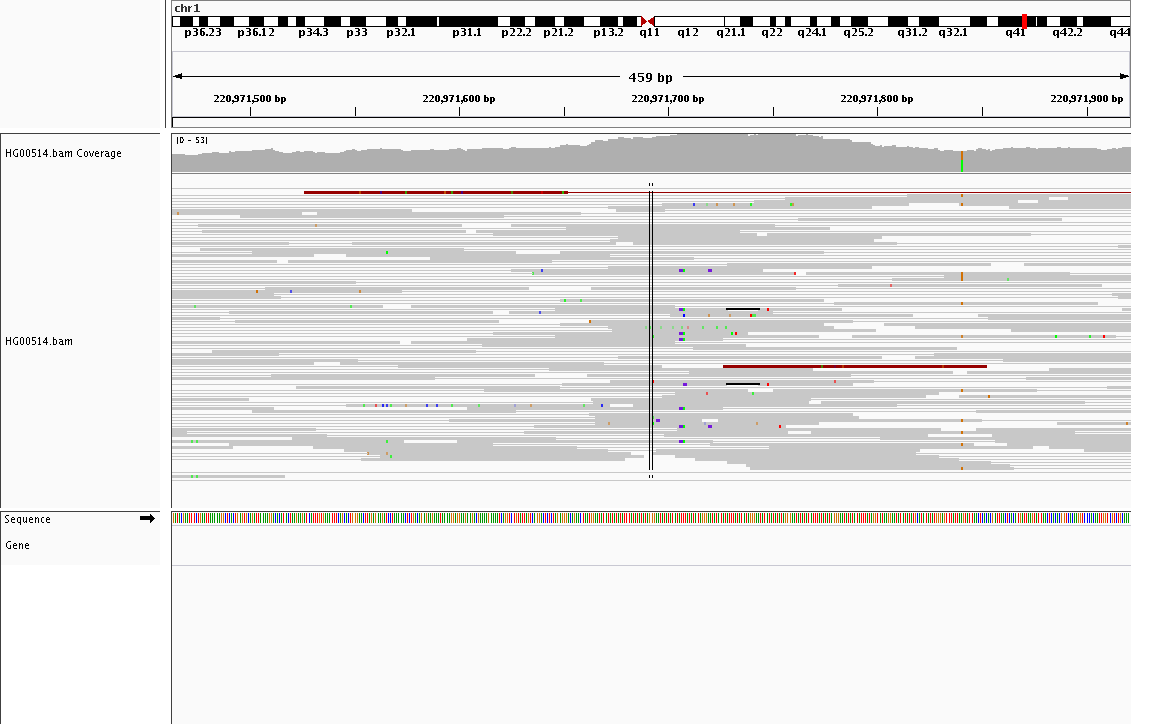 chr1
p36.23 p36.12 p34.3 p33 p32.1 p31.1 p22.2 p21.2 p13.2 q11 q12 q21.1 q22 q24.1 q25.2 q31.2 q32.1 q41 q42.2 q44
459 bp
220,971,500 bp 220,971,600 bp 220,971,700 bp 220,971,800 bp 220,971,900 bp
[0 - 53]
HG00514.bam Coverage
HG00514.bam
Sequence
Gene